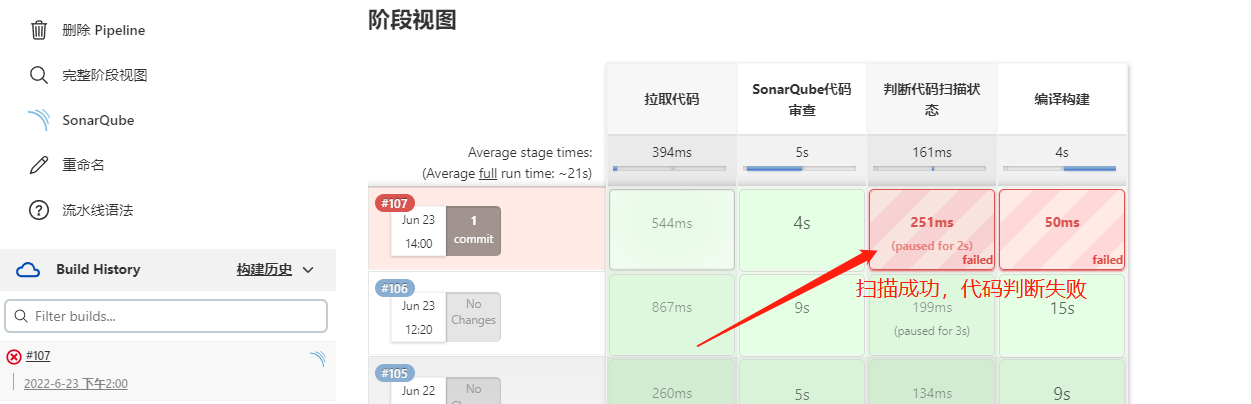 阶段视图
删除 Pipeline
完整阶段视图
SonarQube
重命名
流水线语法
Build History
构建历史
Filter builds...
#107
2022-6-23 下午2:00
拉取代码
SonarQube代码
审查
判断代码扫描状
态
编译构建
Average stage times:
(Average full run time: ~21s)
394ms
5s
161ms
4s
#107
Jun 23
14:00
1
commit
544ms
4s
251ms
(paused for 2s)
failed
50ms
failed
扫描成功，代码判断失败
#106
Jun 23
12:20
No
Changes
867ms
9s
199ms
(paused for 3s)
15s
#105
Jun 22
No
Changes
260ms
5s
134ms
9s